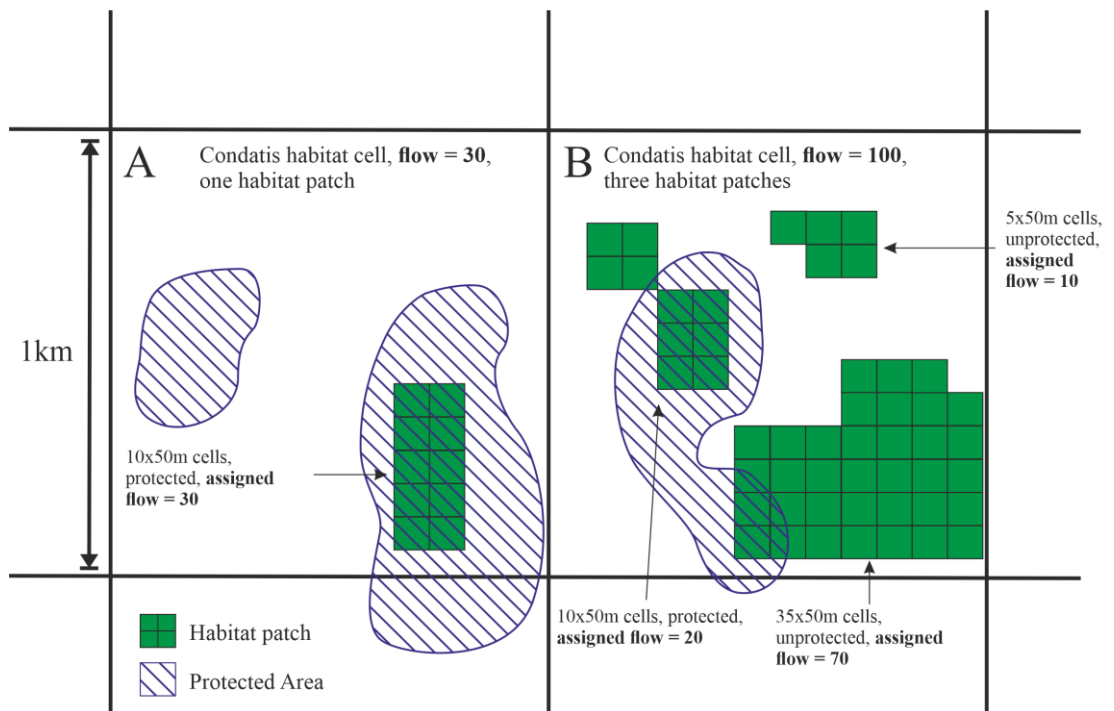 A
Condatis habitat cell, flow = 30,
one habitat patch
B
Condatis habitat cell, flow = 100,
three habitat patches
5x50m cells,
unprotected,
assigned
flow = 10
1km
10x50m cells,
protected, assigned
flow = 30
10x50m cells, protected,
assigned flow = 20
35x50m cells,
unprotected, assigned
flow = 70
Habitat patch
Protected Area